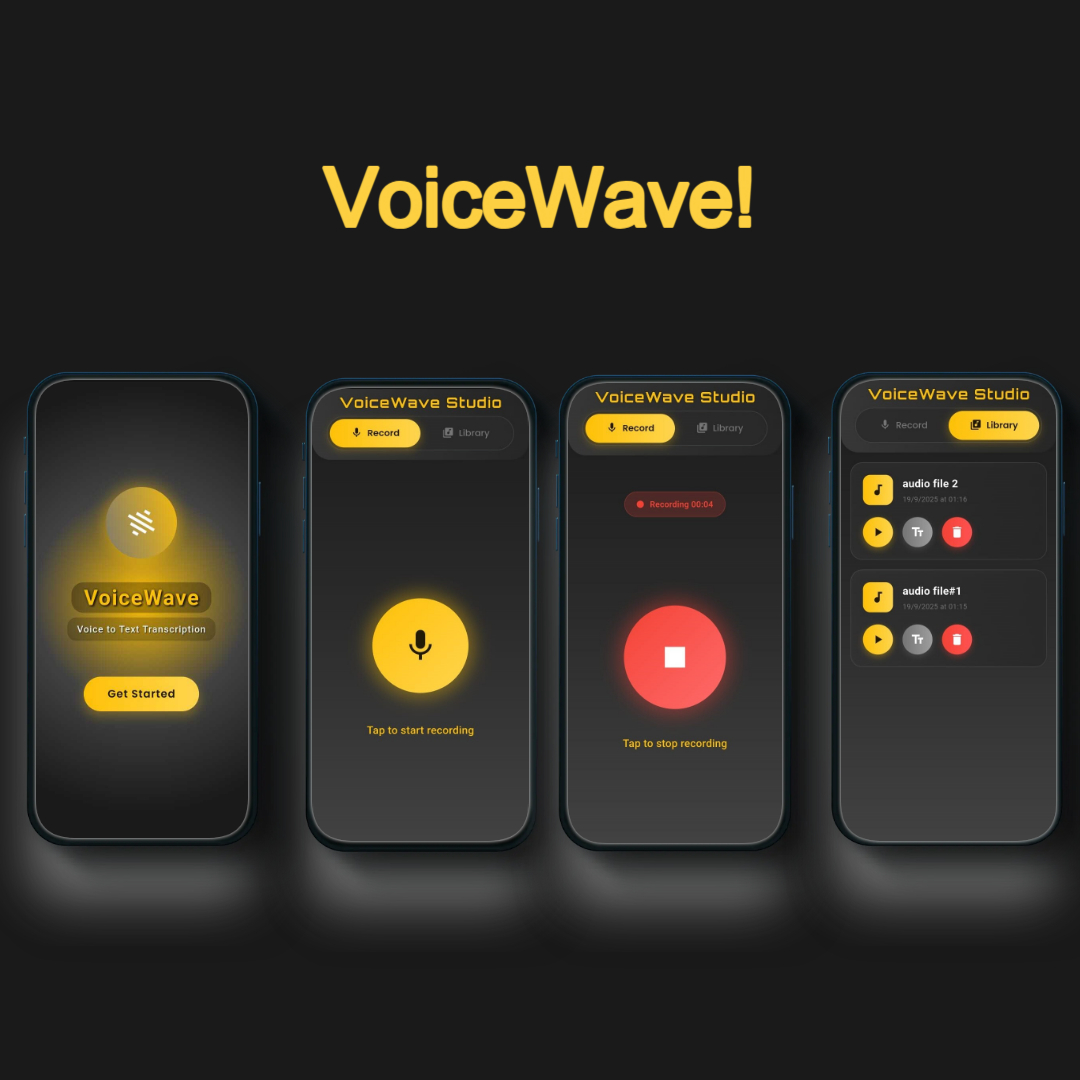 VoiceWave!
VoiceWave
Voice to Text Transcription
Get Started
VoiceWave Studio
Record Library
Tap to start recording
VoiceWave Studio
Record Library
Recording 00:04
Tap to stop recording
VoiceWave Studio
Record Library
audio file 2
19/9/2025 at 01:16
Tт
audio file#1
19/9/2025 at 01:15
Tт